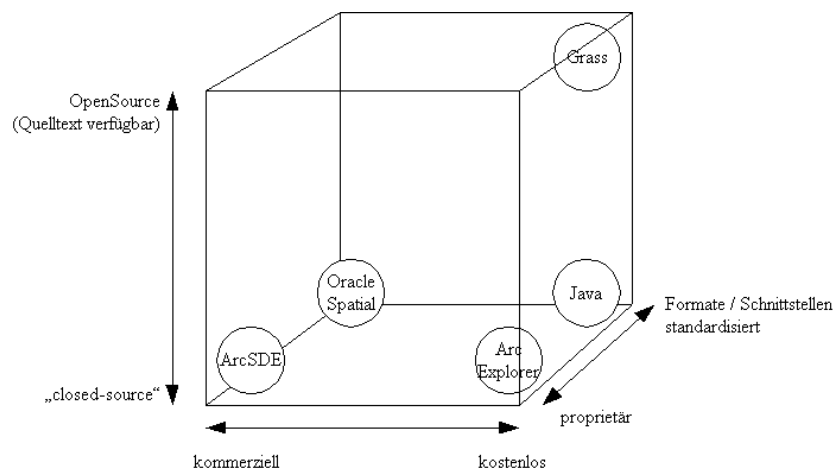 Grass
OpenSource
(Quelltext verfügbar)
Oracle
Spatial
Java
Formate / Schnittstellen
standardisiert
ArcSDE
Arc
Explorer
„closed-source“
proprietär
kommerziell
kostenlos